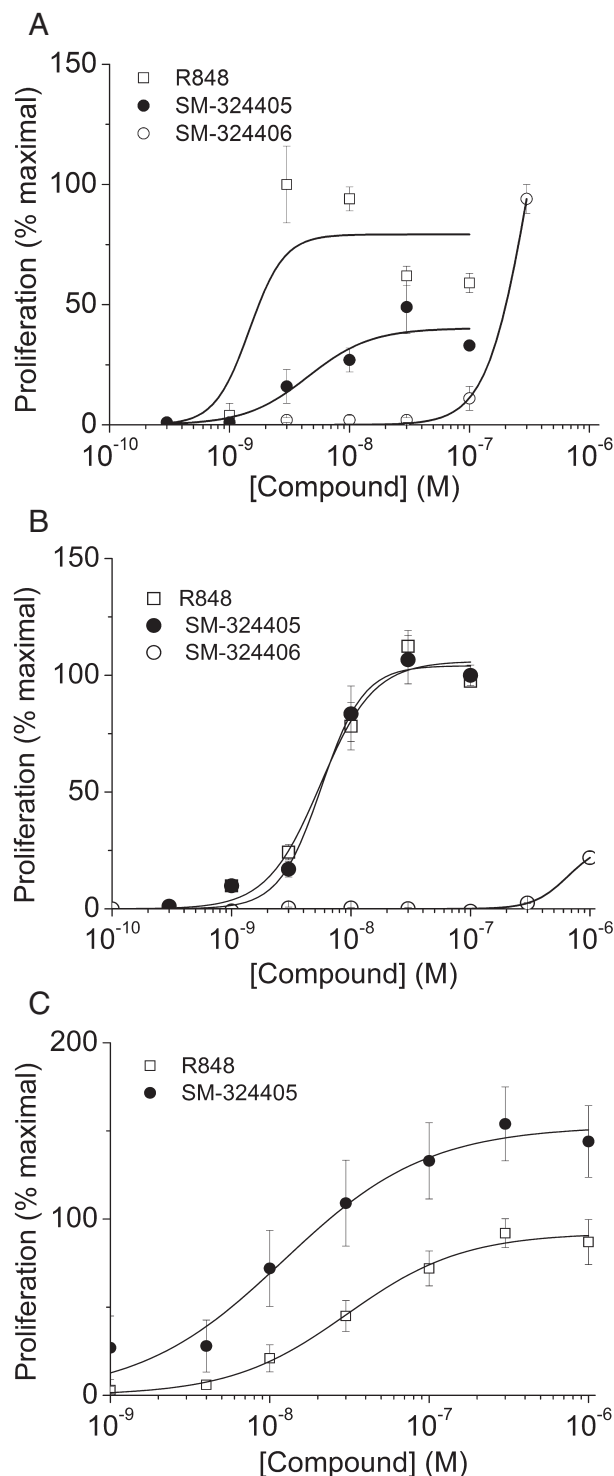 A
150
R848
SM-324405
SM-324406
100
50
0
Proliferation (% maximal)
10⁻¹⁰ 10⁻⁹ 10⁻⁸ 10⁻⁷ 10⁻⁶
[Compound] (M)
B
150
R848
SM-324405
SM-324406
100
50
0
Proliferation (% maximal)
10⁻¹⁰ 10⁻⁹ 10⁻⁸ 10⁻⁷ 10⁻⁶
[Compound] (M)
C
200
R848
SM-324405
100
0
Proliferation (% maximal)
10⁻⁹ 10⁻⁸ 10⁻⁷ 10⁻⁶
[Compound] (M)